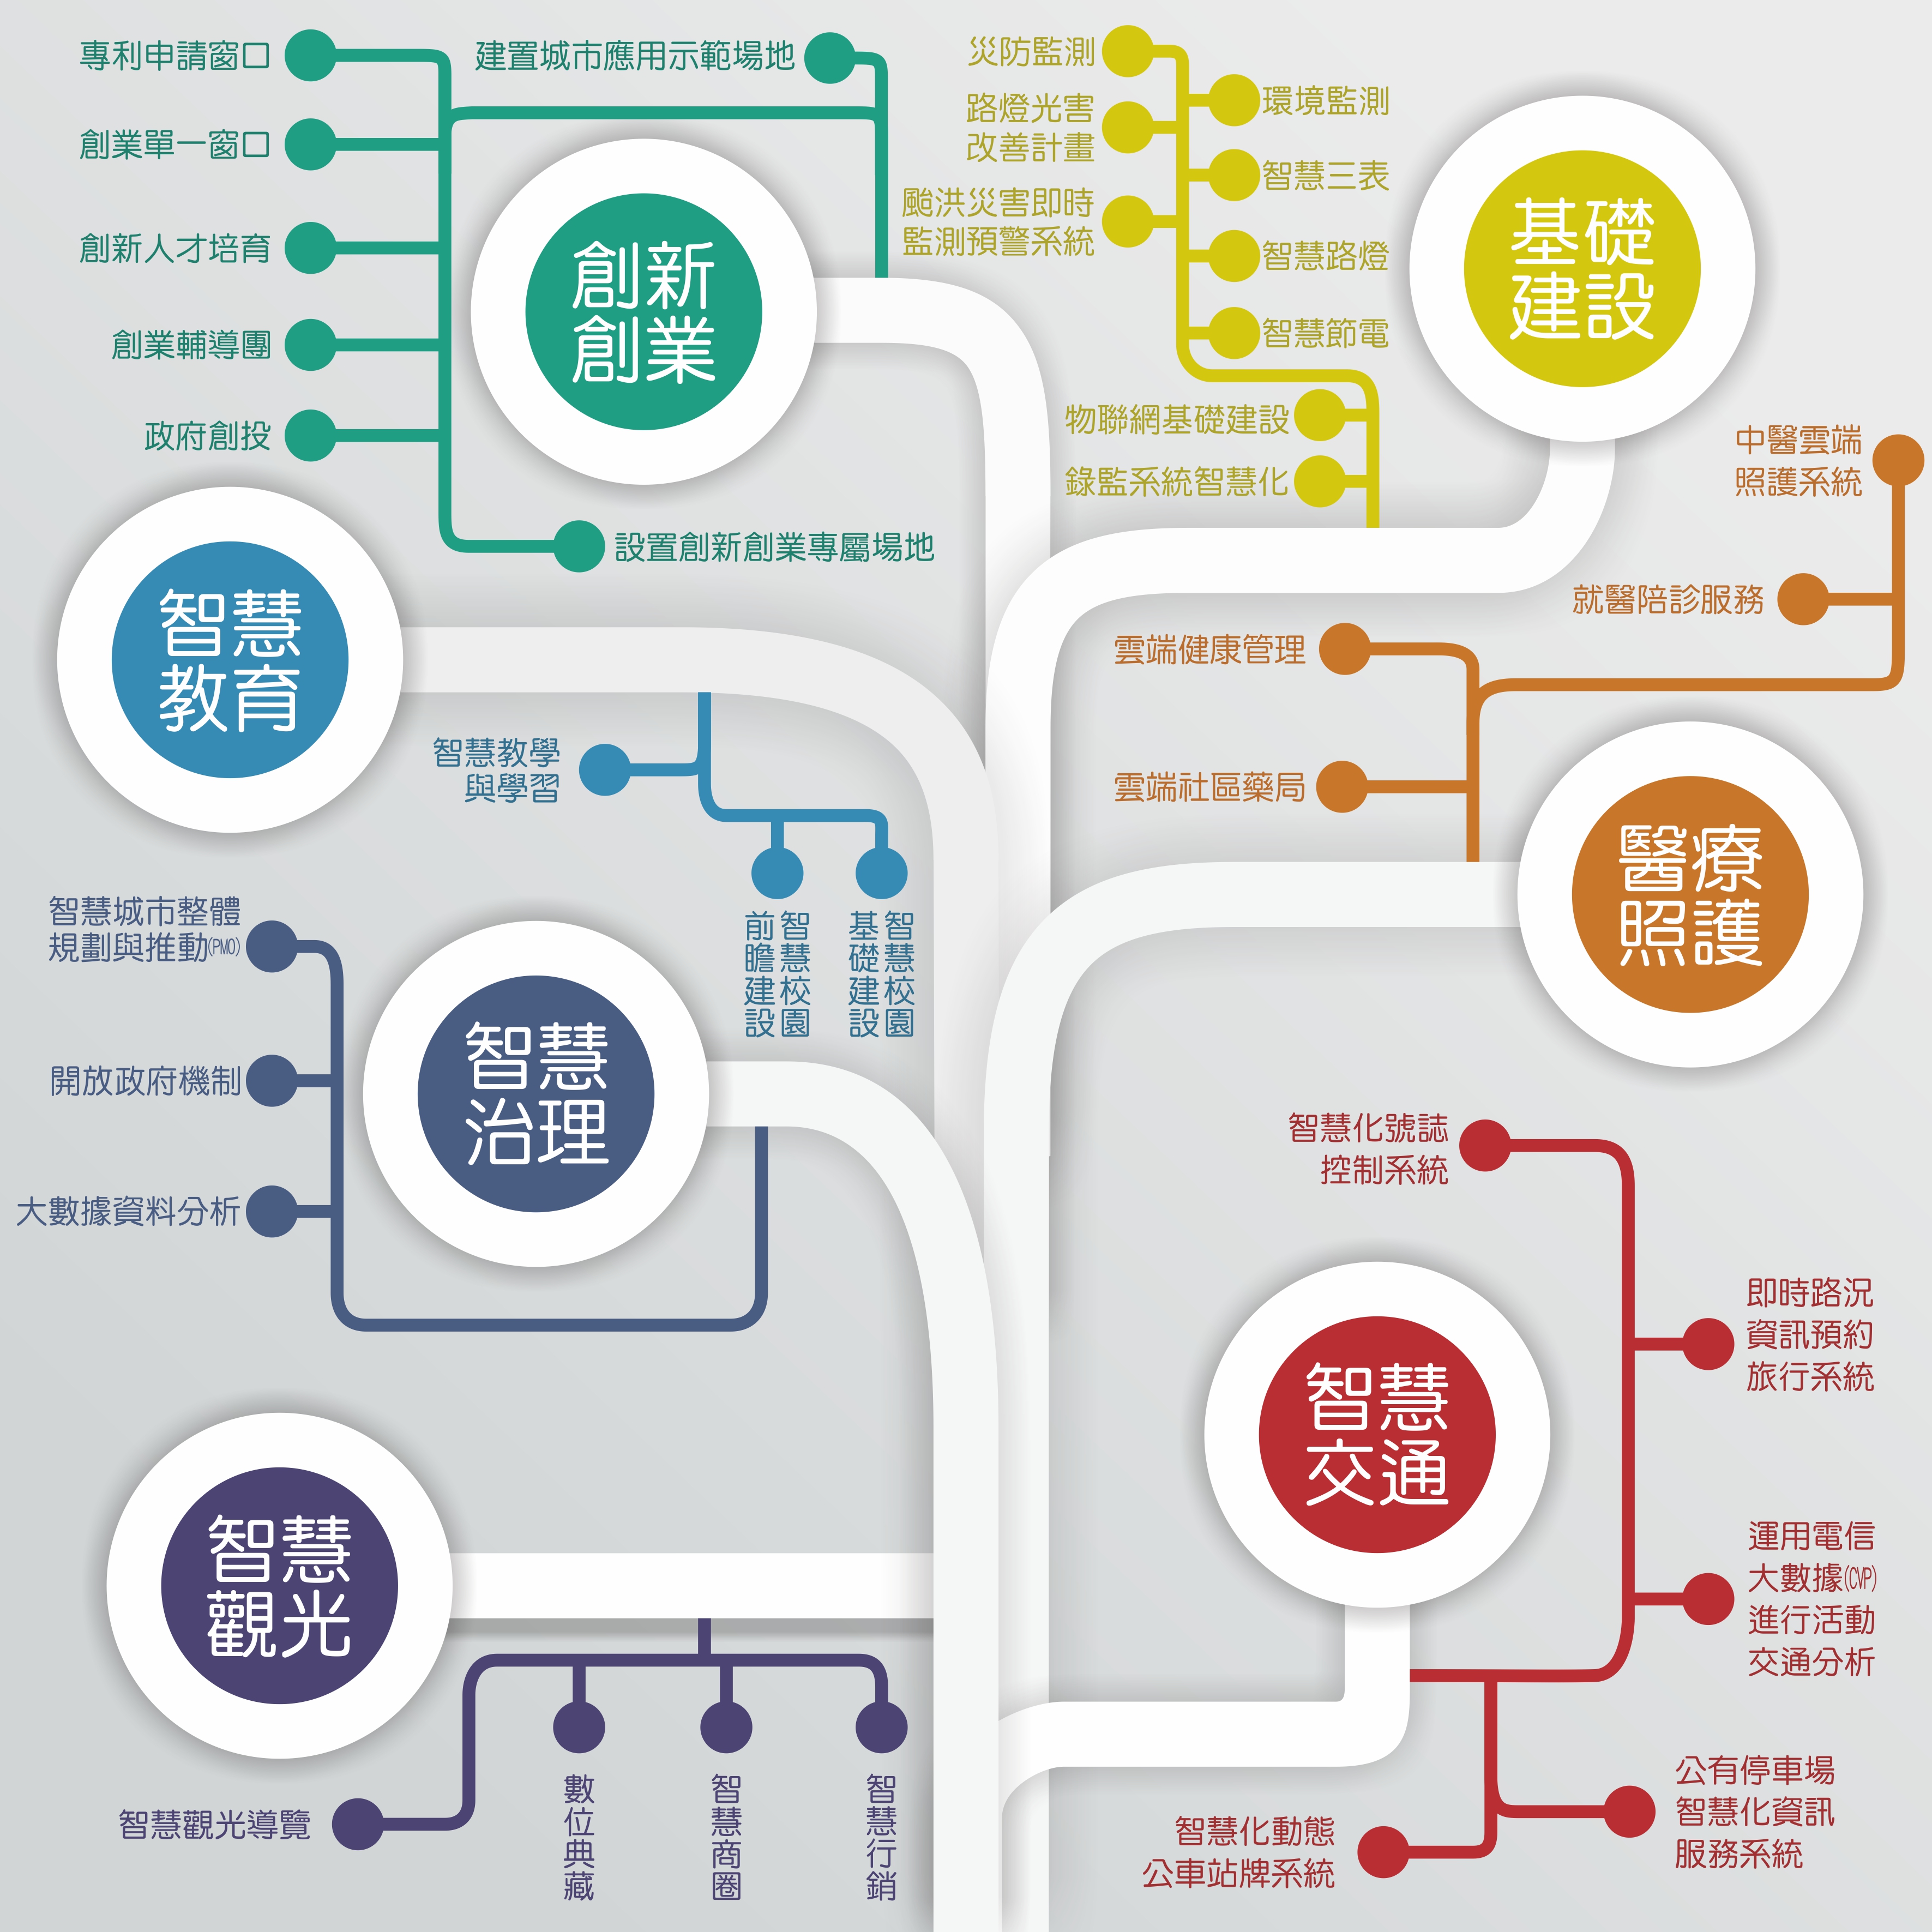 專利申請窗口
創業單一窗口
創新人才培育
創業輔導團
政府創投
建置城市應用示範場地
設置創新創業專屬場地
創新
創業
災防監測
路燈光害
改善計畫
颱洪災害即時
監測預警系統
環境監測
智慧三表
智慧路燈
智慧節電
物聯網基礎建設
錄監系統智慧化
基礎
建設
中醫雲端
照護系統
就醫陪診服務
雲端健康管理
雲端社區藥局
醫療
照護
智慧
教育
智慧教學
與學習
智慧校園
前瞻建設
智慧校園
基礎建設
智慧城市整體
規劃與推動(PMO)
開放政府機制
大數據資料分析
智慧
治理
智慧化號誌
控制系統
即時路況
資訊預約
旅行系統
運用電信
大數據(CVP)
進行活動
交通分析
公有停車場
智慧化資訊
服務系統
智慧化動態
公車站牌系統
智慧
交通
智慧
觀光
智慧觀光導覽
數位典藏
智慧商圈
智慧行銷